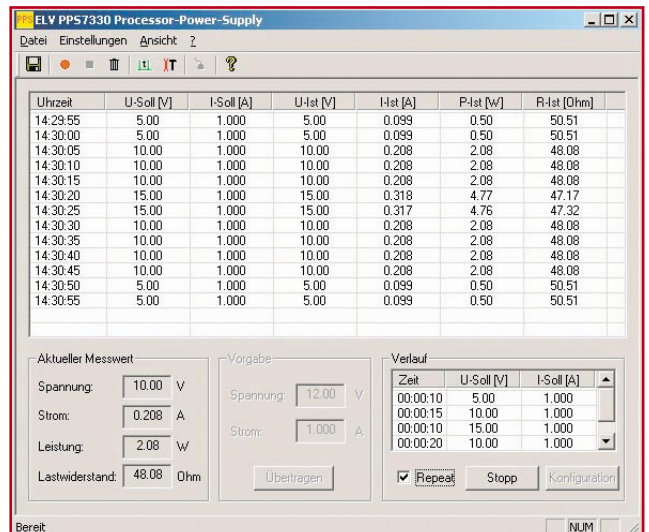 PPS ELV PPS7330 Processor-Power-Supply
Datei Einstellungen Ansicht ?
Uhrzeit U-Soll [V] I-Soll [A] U-Ist [V] I-Ist [A] P-Ist [W] R-Ist [Ohm]
14:29:55 5.00 1.000 5.00 0.099 0.50 50.51
14:30:00 5.00 1.000 5.00 0.099 0.50 50.51
14:30:05 10.00 1.000 10.00 0.208 2.08 48.08
14:30:10 10.00 1.000 10.00 0.208 2.08 48.08
14:30:15 10.00 1.000 10.00 0.208 2.08 48.08
14:30:20 15.00 1.000 15.00 0.318 4.77 47.17
14:30:25 15.00 1.000 15.00 0.317 4.76 47.32
14:30:30 10.00 1.000 10.00 0.208 2.08 48.08
14:30:35 10.00 1.000 10.00 0.208 2.08 48.08
14:30:40 10.00 1.000 10.00 0.208 2.08 48.08
14:30:45 10.00 1.000 10.00 0.208 2.08 48.08
14:30:50 5.00 1.000 5.00 0.099 0.50 50.51
14:30:55 5.00 1.000 5.00 0.099 0.50 50.51
Aktueller Messwert
Spannung: 10.00 V
Strom: 0.208 A
Leistung: 2.08 W
Lastwiderstand: 48.08 Ohm
Vorgabe
Spannung: 12.00 V
Strom: 1.000 A
Übertragen
Verlauf
Zeit U-Soll [V] I-Soll [A]
00:00:10 5.00 1.000
00:00:15 10.00 1.000
00:00:10 15.00 1.000
00:00:20 10.00 1.000
Repeat Stopp Konfiguration
Bereit NUM